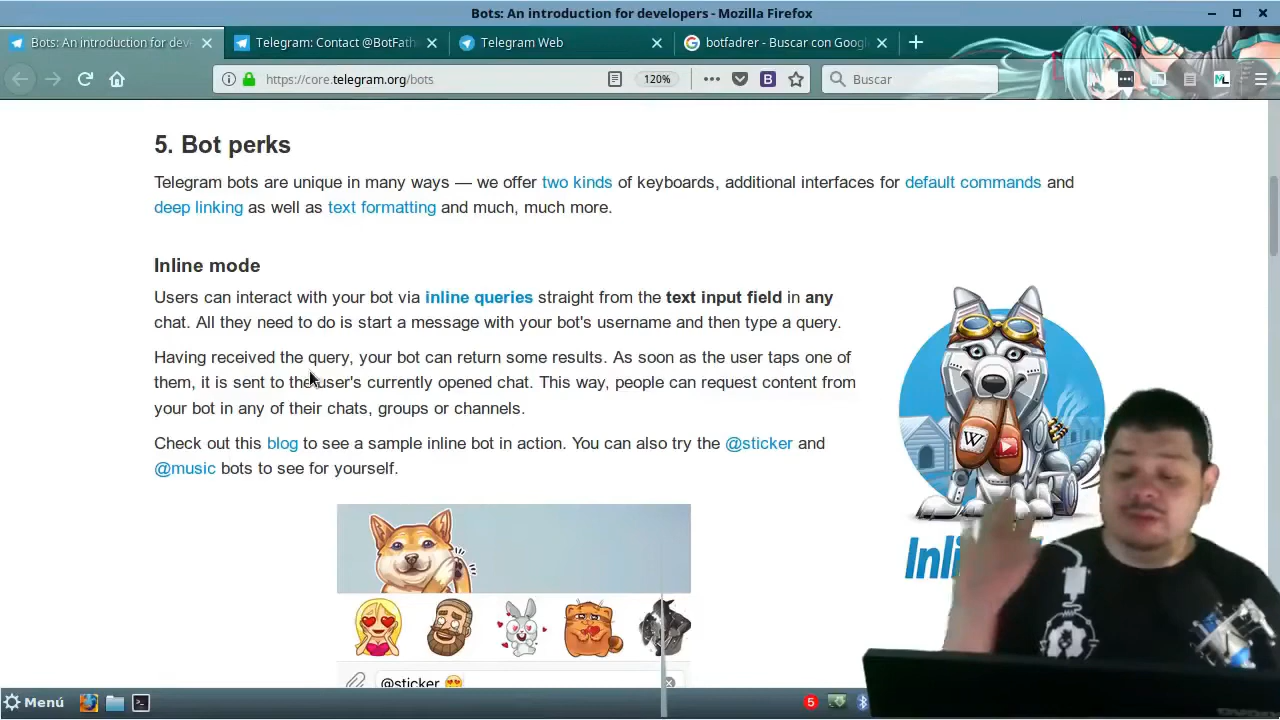 Bots: An introduction for developers - Mozilla Firefox
Bots: An introduction for dev
Telegram: Contact @BotFath
Telegram Web
botfadrer - Buscar con Googl
https://core.telegram.org/bots
120%
B
Buscar
ML
5. Bot perks
Telegram bots are unique in many ways — we offer two kinds of keyboards, additional interfaces for default commands and
deep linking as well as text formatting and much, much more.
Inline mode
Users can interact with your bot via inline queries straight from the text input field in any
chat. All they need to do is start a message with your bot's username and then type a query.
Having received the query, your bot can return some results. As soon as the user taps one of
them, it is sent to the user's currently opened chat. This way, people can request content from
your bot in any of their chats, groups or channels.
Check out this blog to see a sample inline bot in action. You can also try the @sticker and
@music bots to see for yourself.
W
Inli
@sticker
Menú
5